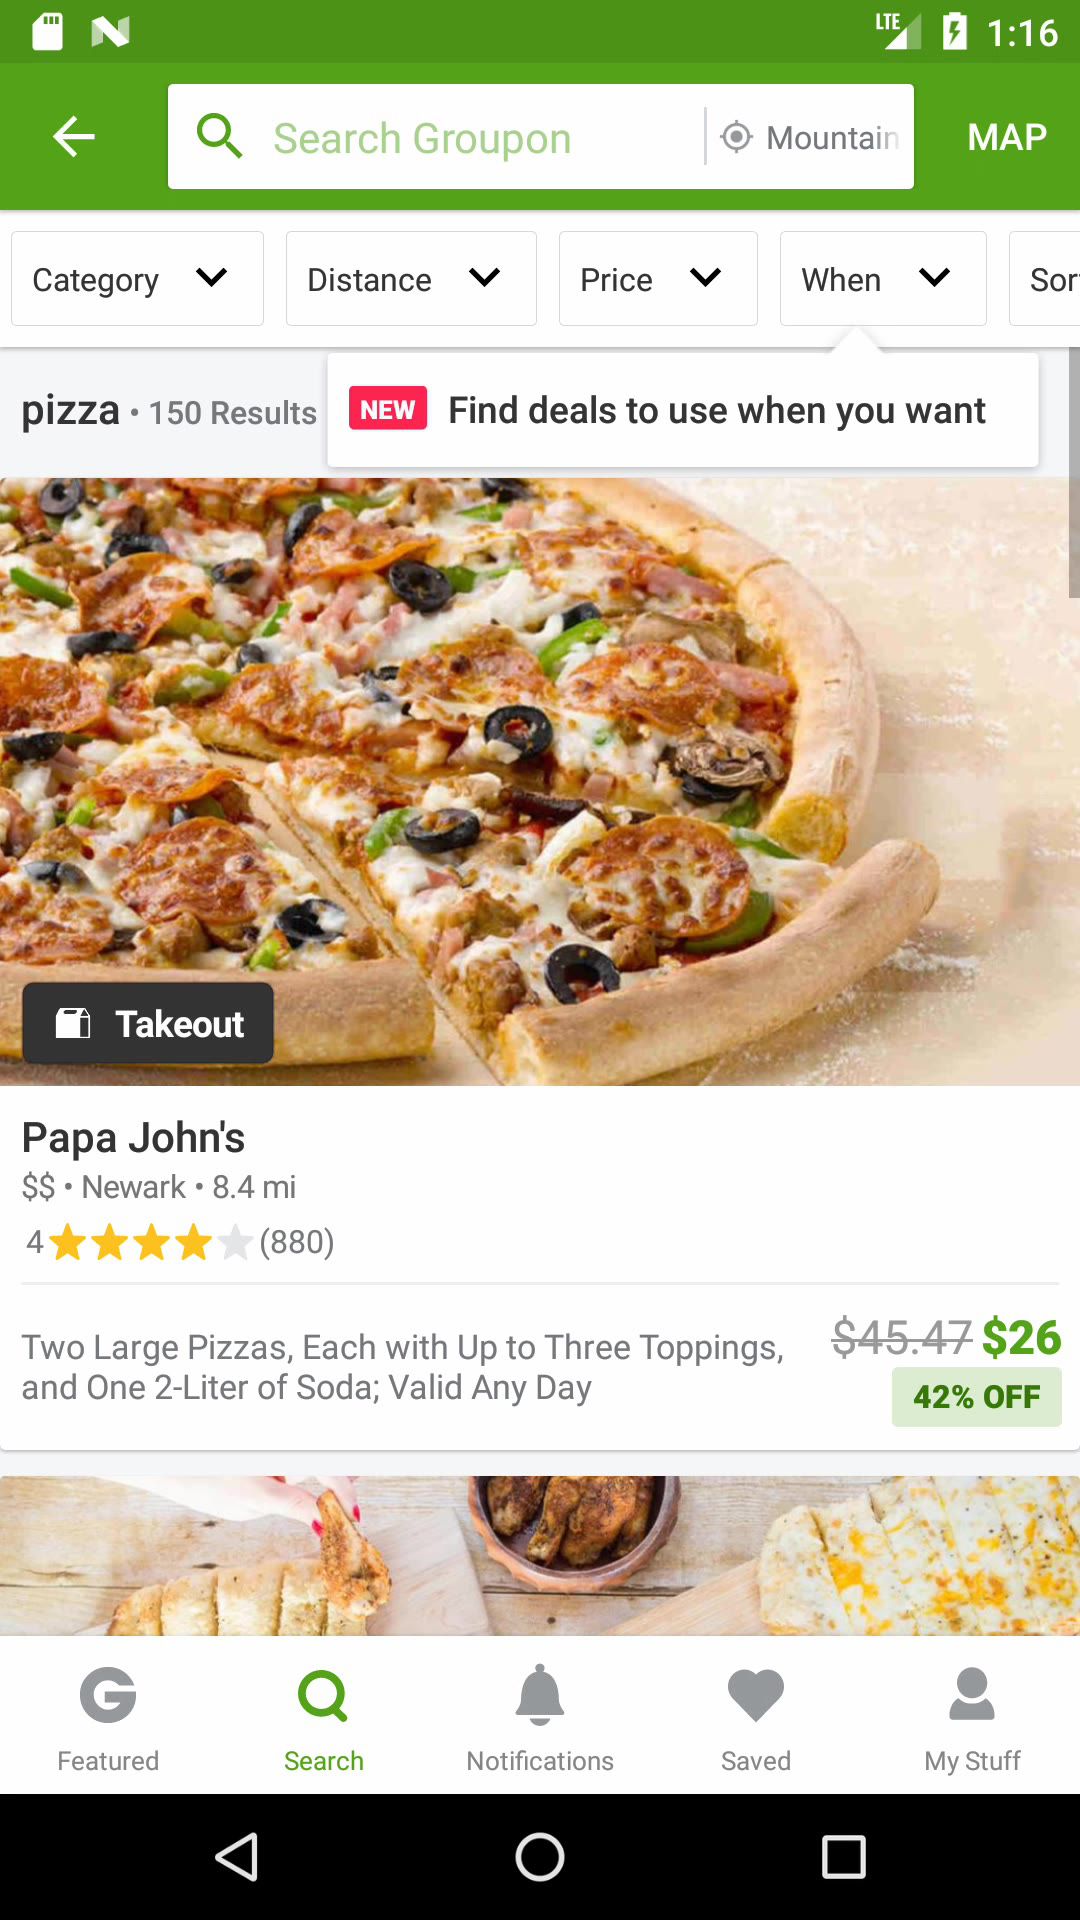 LTE 1:16
Search Groupon Mountain MAP
Category Distance Price When Sor
pizza • 150 Results NEW Find deals to use when you want
Takeout
Papa John's
$$ • Newark • 8.4 mi
4 (880)
Two Large Pizzas, Each with Up to Three Toppings, $45.47 $26
and One 2-Liter of Soda; Valid Any Day 42% OFF
Featured Search Notifications Saved My Stuff